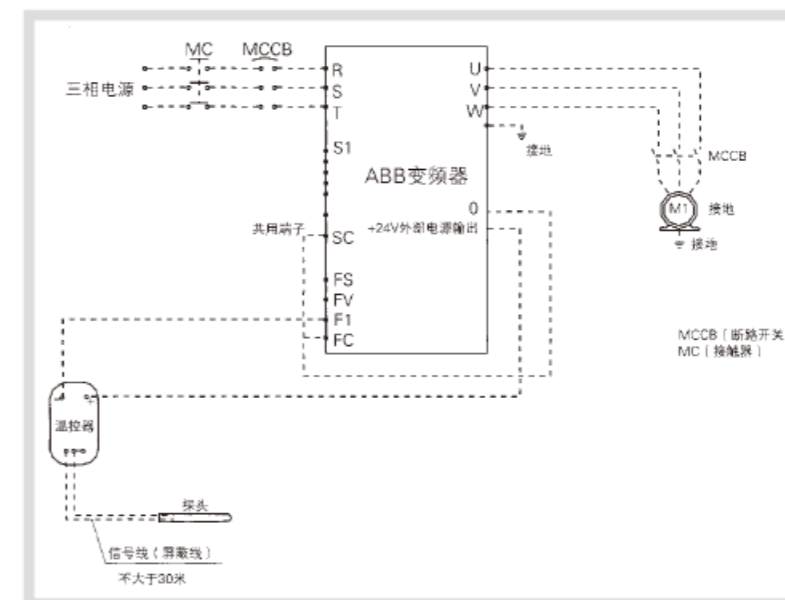 MC
MCCB
三相电源
R
S
T
S1
SC
FS
FV
F1
FC
共用端子
ABB变频器
U
V
W
接地
0
+24V外部电源输出
MCCB
M1
接地
接地
MCCB（断路开关
MC（接触器）
- +
温控器
探头
信号线（屏蔽线）
不大于30米